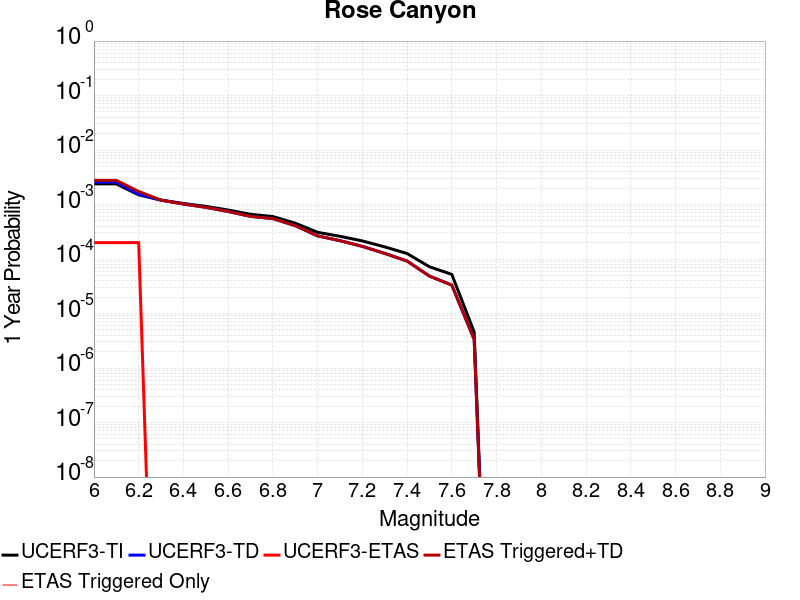 Rose Canyon
1 Year Probability
10^0
10^-1
10^-2
10^-3
10^-4
10^-5
10^-6
10^-7
10^-8
6 6.2 6.4 6.6 6.8 7 7.2 7.4 7.6 7.8 8 8.2 8.4 8.6 8.8 9
Magnitude
UCERF3-TI UCERF3-TD UCERF3-ETAS ETAS Triggered+TD
ETAS Triggered Only